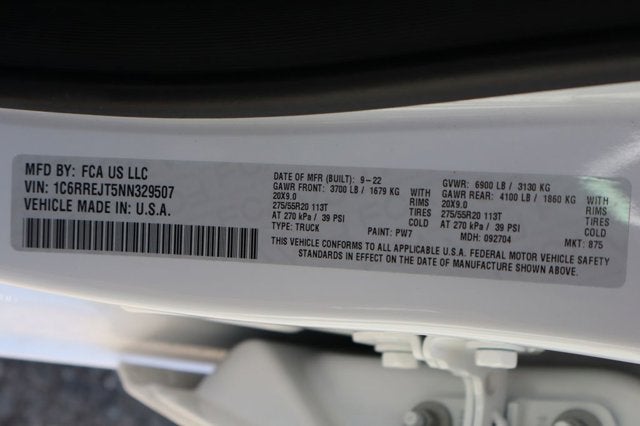 MFD BY: FCA US LLC
VIN: 1C6RREJT5NN329507
VEHICLE MADE IN: U.S.A.
DATE OF MFR (BUILT): 9-22 GVWR: 6900 LB / 3130 KG
GAWR FRONT: 3700 LB / 1679 KG WITH GAWR REAR: 4100 LB / 1860 KG WITH
20X9.0 RIMS 20X9.0 RIMS
275/55R20 113T TIRES 275/55R20 113T TIRES
AT 270 kPa / 39 PSI COLD AT 270 kPa / 39 PSI COLD
TYPE: TRUCK PAINT: PW7 MDH: 092704 MKT: 875
THIS VEHICLE CONFORMS TO ALL APPLICABLE U.S.A. FEDERAL MOTOR VEHICLE SAFETY
STANDARDS IN EFFECT ON THE DATE OF MANUFACTURE SHOWN ABOVE.